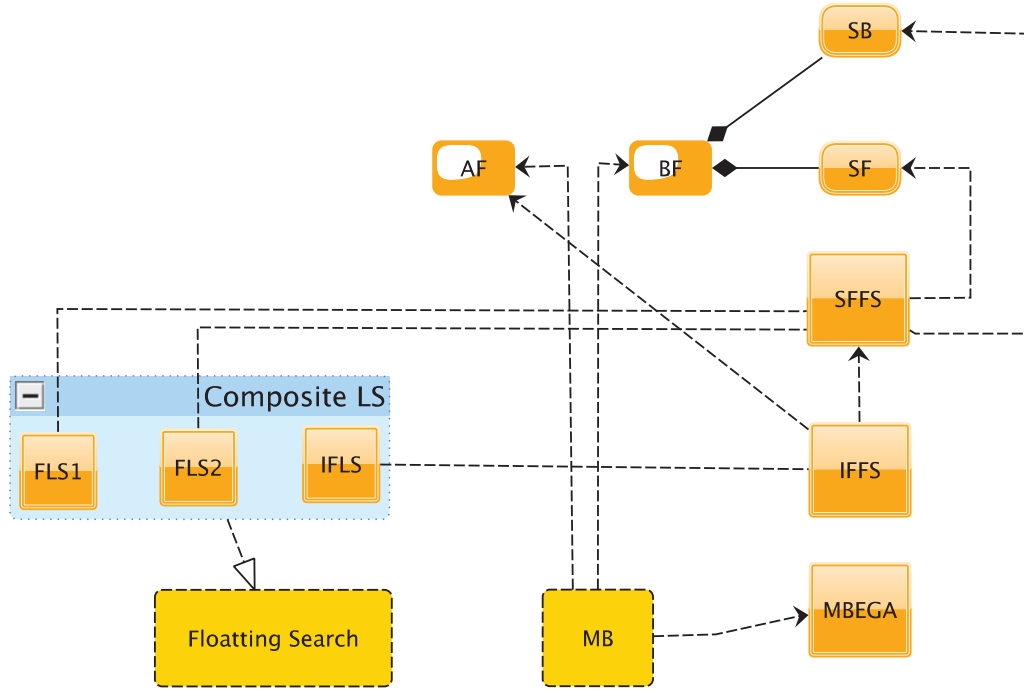 SB
AF
BF
SF
SFFS
Composite LS
FLS1
FLS2
IFLS
IFFS
MBEGA
Floatting Search
MB